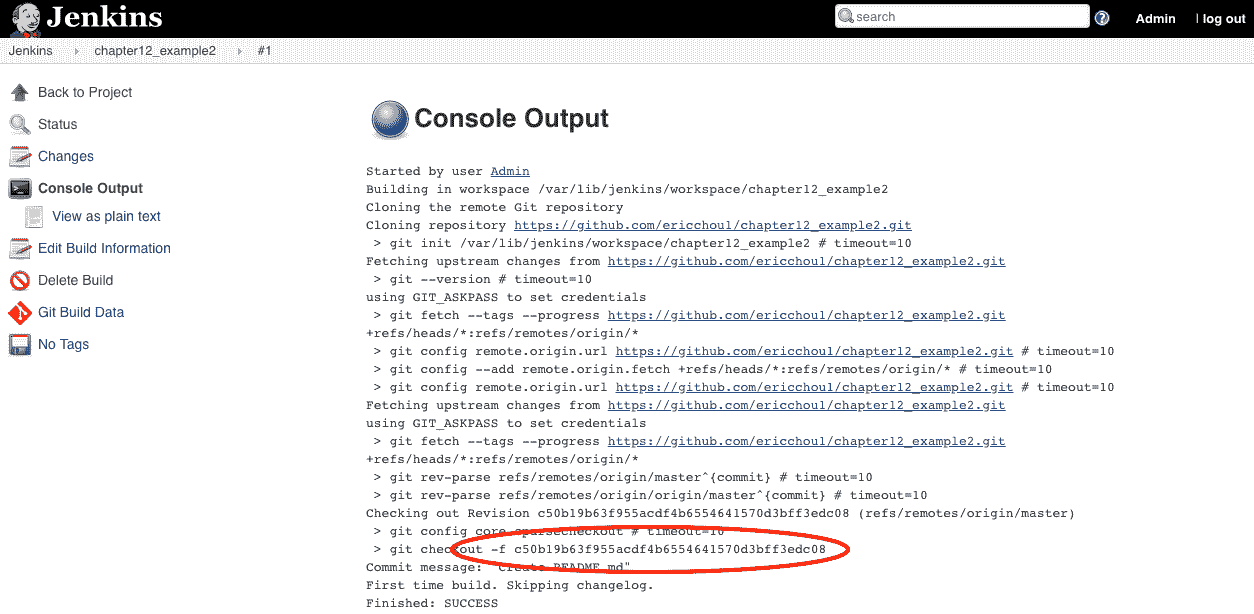 Jenkins
search
Admin
| log out
Jenkins
chapter12_example2
#1
Back to Project
Status
Changes
Console Output
View as plain text
Edit Build Information
Delete Build
Git Build Data
No Tags
Console Output
Started by user Admin
Building in workspace /var/lib/jenkins/workspace/chapter12_example2
Cloning the remote Git repository
Cloning repository https://github.com/ericchou1/chapter12_example2.git
> git init /var/lib/jenkins/workspace/chapter12_example2 # timeout=10
Fetching upstream changes from https://github.com/ericchou1/chapter12_example2.git
> git --version # timeout=10
using GIT_ASKPASS to set credentials
> git fetch --tags --progress https://github.com/ericchou1/chapter12_example2.git
+refs/heads/*:refs/remotes/origin/*
> git config remote.origin.url https://github.com/ericchou1/chapter12_example2.git # timeout=10
> git config --add remote.origin.fetch +refs/heads/*:refs/remotes/origin/* # timeout=10
> git config remote.origin.url https://github.com/ericchou1/chapter12_example2.git # timeout=10
Fetching upstream changes from https://github.com/ericchou1/chapter12_example2.git
using GIT_ASKPASS to set credentials
> git fetch --tags --progress https://github.com/ericchou1/chapter12_example2.git
+refs/heads/*:refs/remotes/origin/*
> git rev-parse refs/remotes/origin/master^{commit} # timeout=10
> git rev-parse refs/remotes/origin/origin/master^{commit} # timeout=10
Checking out Revision c50b19b63f955acdf4b6554641570d3bff3edc08 (refs/remotes/origin/master)
> git config core.sparsecheckout # timeout=10
> git checkout -f c50b19b63f955acdf4b6554641570d3bff3edc08
Commit message: "Create README.md"
First time build. Skipping changelog.
Finished: SUCCESS